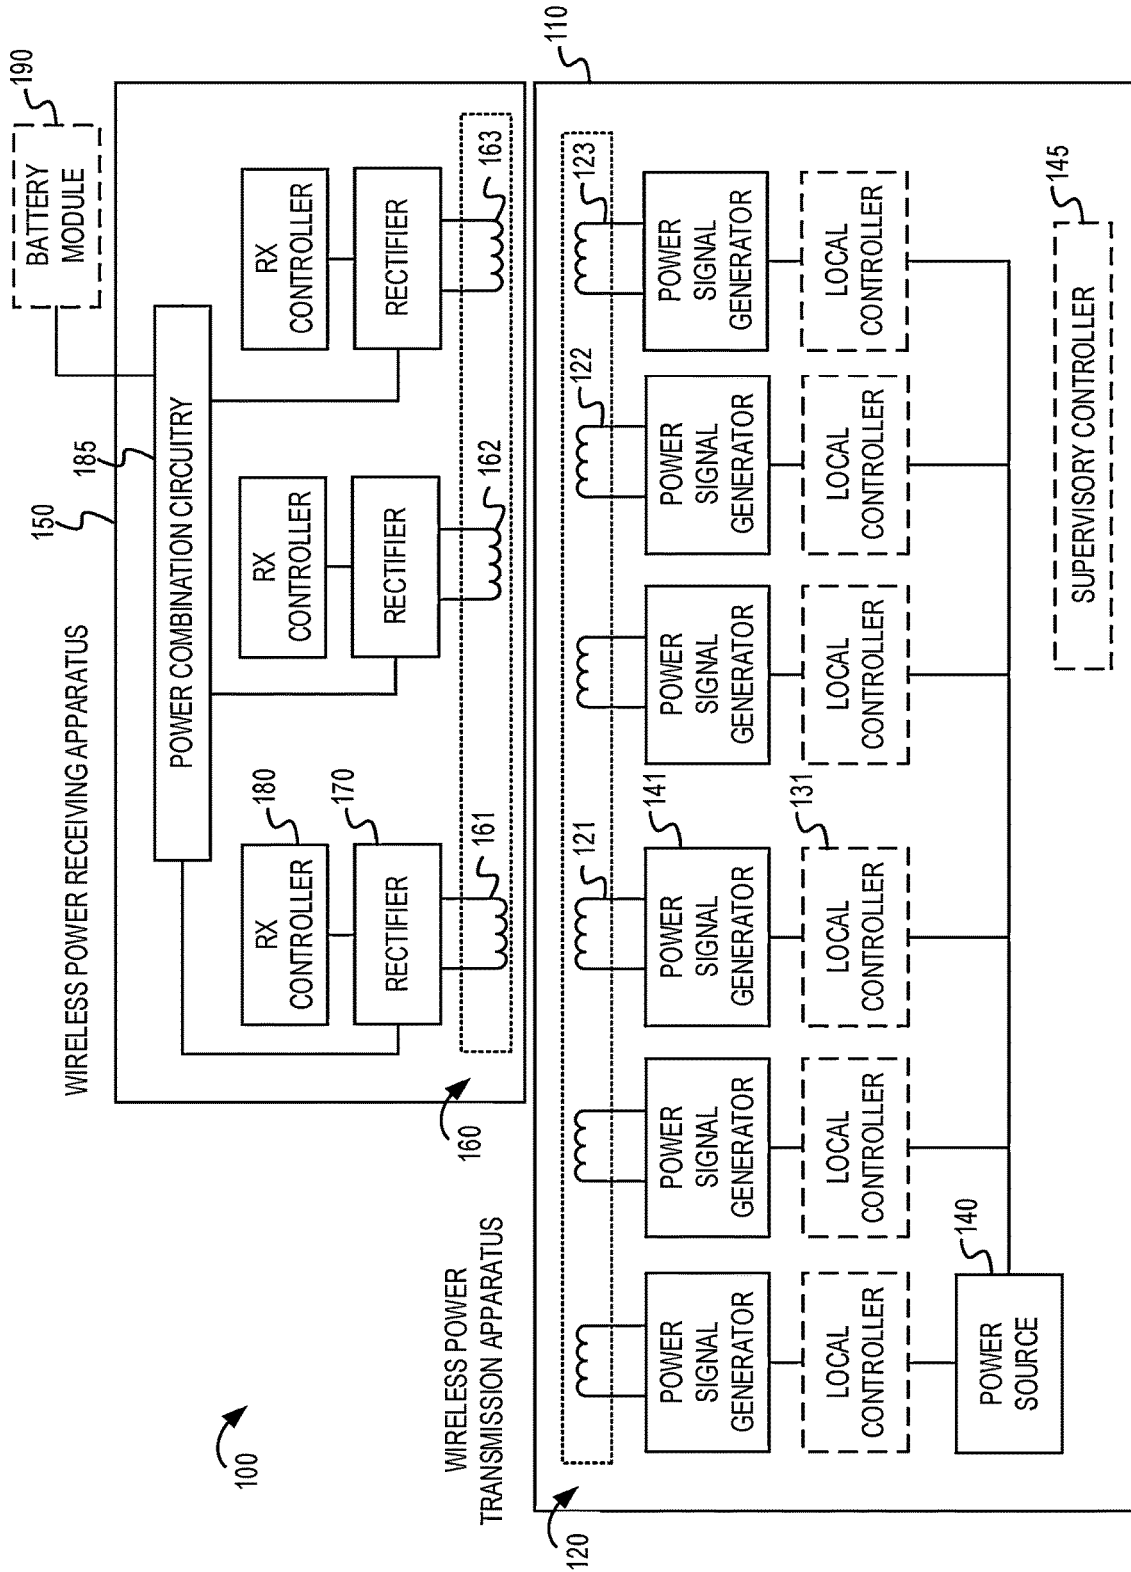 100
WIRELESS POWER RECEIVING APPARATUS
150
185
190
BATTERY
MODULE
POWER COMBINATION CIRCUITRY
180
RX
CONTROLLER
RX
CONTROLLER
RX
CONTROLLER
170
RECTIFIER
RECTIFIER
RECTIFIER
160
161
162
163
WIRELESS POWER
TRANSMISSION APPARATUS
110
120
121
122
123
141
POWER
SIGNAL
GENERATOR
POWER
SIGNAL
GENERATOR
POWER
SIGNAL
GENERATOR
POWER
SIGNAL
GENERATOR
POWER
SIGNAL
GENERATOR
POWER
SIGNAL
GENERATOR
131
LOCAL
CONTROLLER
LOCAL
CONTROLLER
LOCAL
CONTROLLER
LOCAL
CONTROLLER
LOCAL
CONTROLLER
LOCAL
CONTROLLER
140
POWER
SOURCE
145
SUPERVISORY CONTROLLER